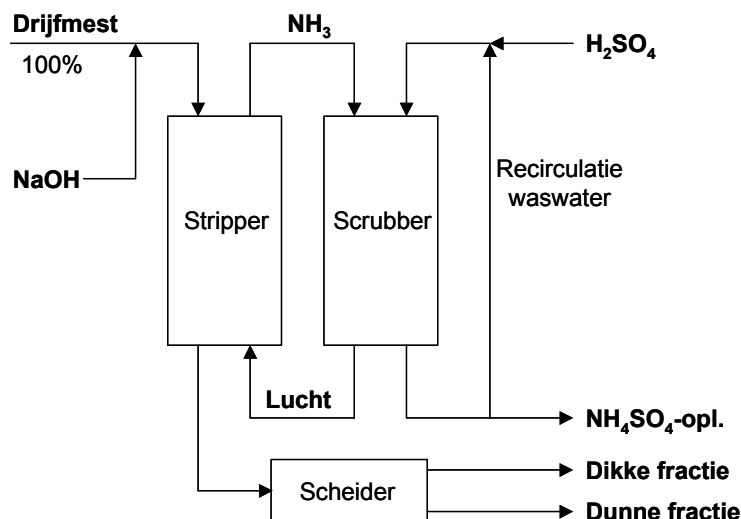 Drijfmest
NH₃
100%
H₂SO₄
NaOH
Recirculatie
waswater
Stripper
Scrubber
Lucht
NH₄SO₄-opl.
Dikke fractie
Scheider
Dunne fractie